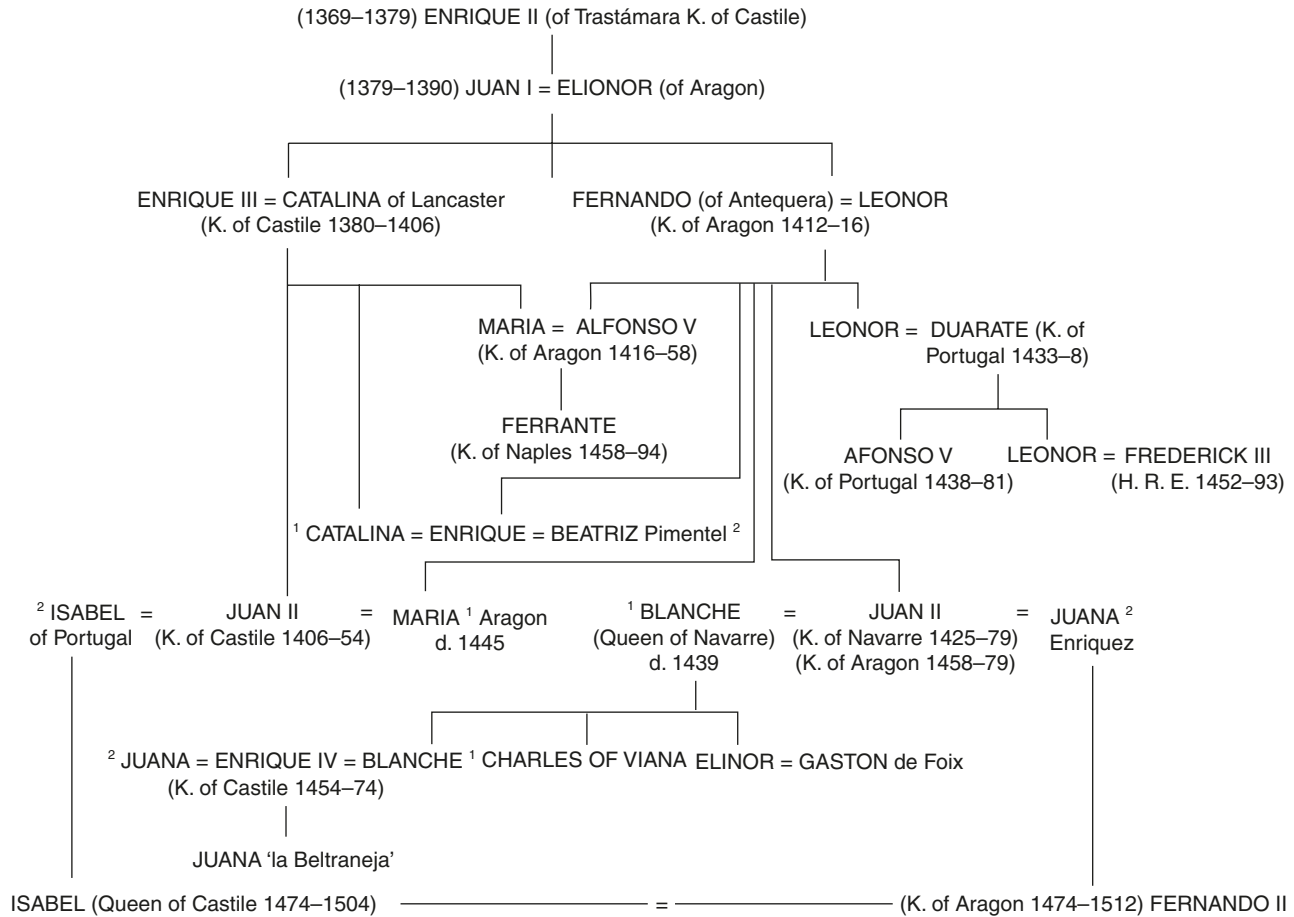 (1369–1379) ENRIQUE II (of Trastámara K. of Castile)
(1379–1390) JUAN I = ELIONOR (of Aragon)
ENRIQUE III = CATALINA of Lancaster
(K. of Castile 1380–1406)
FERNANDO (of Antequera) = LEONOR
(K. of Aragon 1412–16)
MARIA = ALFONSO V
(K. of Aragon 1416–58)
LEONOR = DUARATE (K. of
Portugal 1433–8)
FERRANTE
(K. of Naples 1458–94)
AFONSO V
(K. of Portugal 1438–81)
LEONOR = FREDERICK III
(H. R. E. 1452–93)
1 CATALINA = ENRIQUE = BEATRIZ Pimentel 2
2 ISABEL
of Portugal
=
JUAN II
(K. of Castile 1406–54)
=
MARIA 1 Aragon
d. 1445
1 BLANCHE
(Queen of Navarre)
d. 1439
=
JUAN II
(K. of Navarre 1425–79)
(K. of Aragon 1458–79)
=
JUANA 2
Enriquez
2 JUANA = ENRIQUE IV = BLANCHE 1 CHARLES OF VIANA ELINOR = GASTON de Foix
(K. of Castile 1454–74)
JUANA ‘la Beltraneja’
ISABEL (Queen of Castile 1474–1504) = (K. of Aragon 1474–1512) FERNANDO II